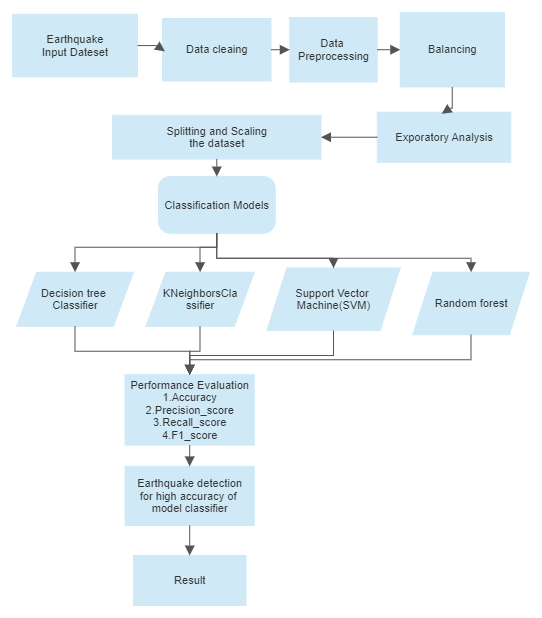 Earthquake
Input Dateset
Data cleaing
Data
Preprocessing
Balancing
Exporatory Analysis
Splitting and Scaling
the dataset
Classification Models
Decision tree
Classifier
KNeighborsCla
ssifier
Support Vector
Machine(SVM)
Random forest
Performance Evaluation
1.Accuracy
2.Precision_score
3.Recall_score
4.F1_score
Earthquake detection
for high accuracy of
model classifier
Result